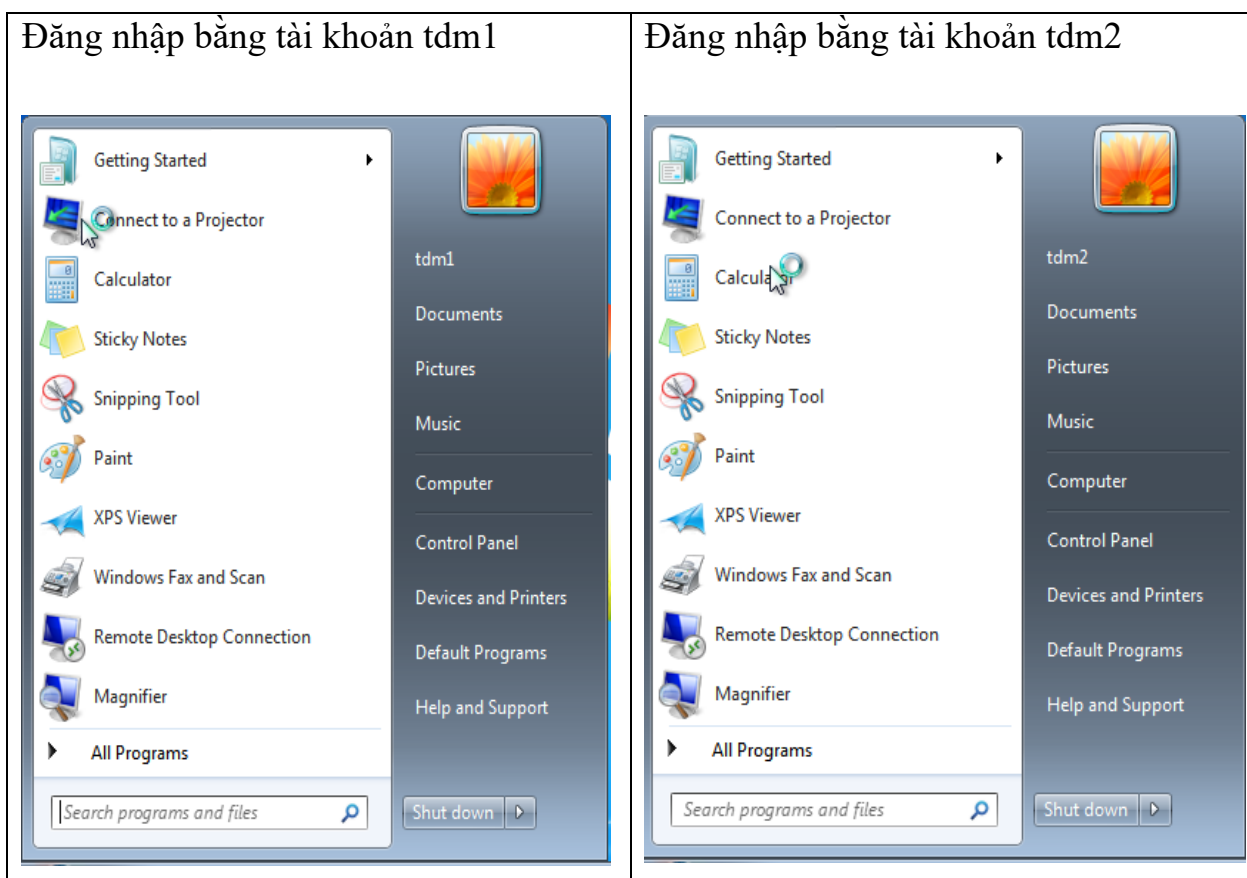 Đăng nhập bằng tài khoản tdm1
Getting Started
Connect to a Projector
Calculator
Sticky Notes
Snipping Tool
Paint
XPS Viewer
Windows Fax and Scan
Remote Desktop Connection
Magnifier
All Programs
Search programs and files
tdm1
Documents
Pictures
Music
Computer
Control Panel
Devices and Printers
Default Programs
Help and Support
Shut down
Đăng nhập bằng tài khoản tdm2
Getting Started
Connect to a Projector
Calculator
Sticky Notes
Snipping Tool
Paint
XPS Viewer
Windows Fax and Scan
Remote Desktop Connection
Magnifier
All Programs
Search programs and files
tdm2
Documents
Pictures
Music
Computer
Control Panel
Devices and Printers
Default Programs
Help and Support
Shut down